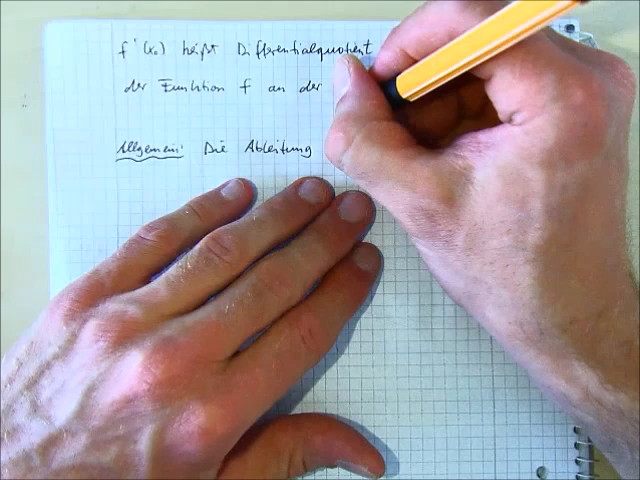 f'(x₀) heißt Differentialquotient
der Funktion f an der
Allgemein: Die Ableitung